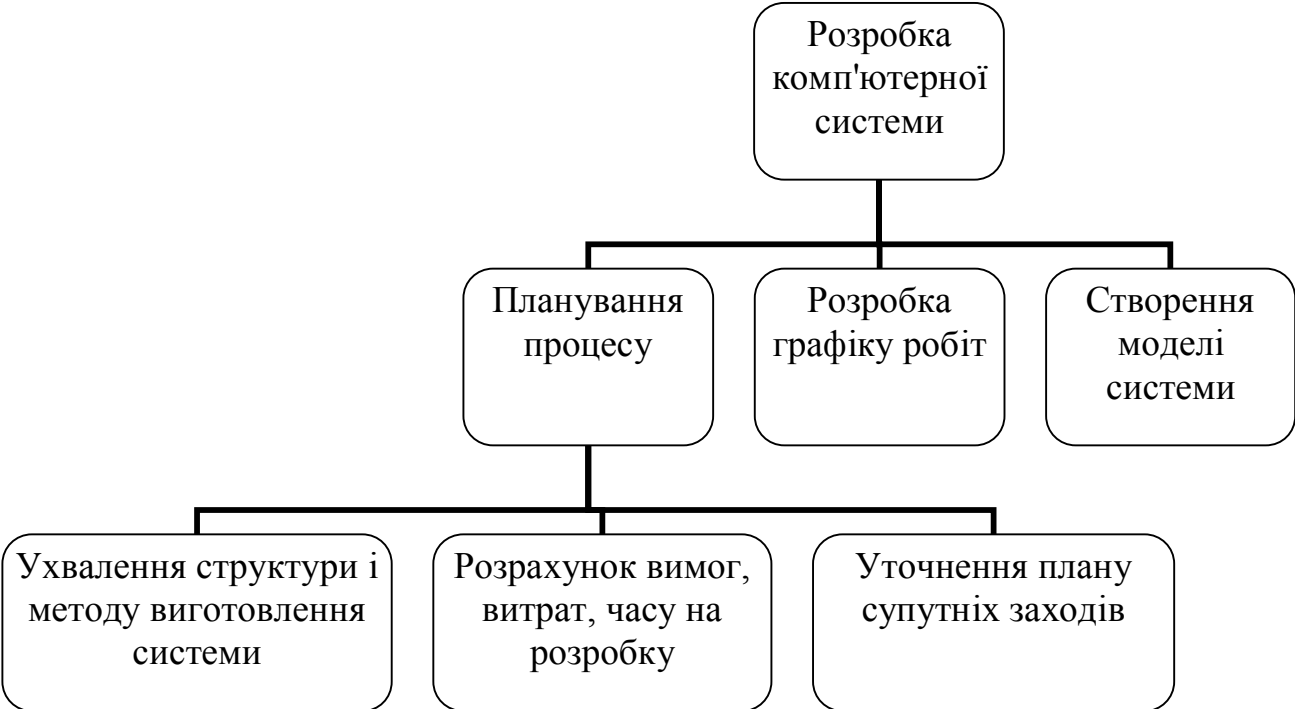 Розробка
комп'ютерної
системи
Планування
процесу
Розробка
графіку робіт
Створення
моделі
системи
Ухвалення структури і
методу виготовлення
системи
Розрахунок вимог,
витрат, часу на
розробку
Уточнення плану
супутніх заходів